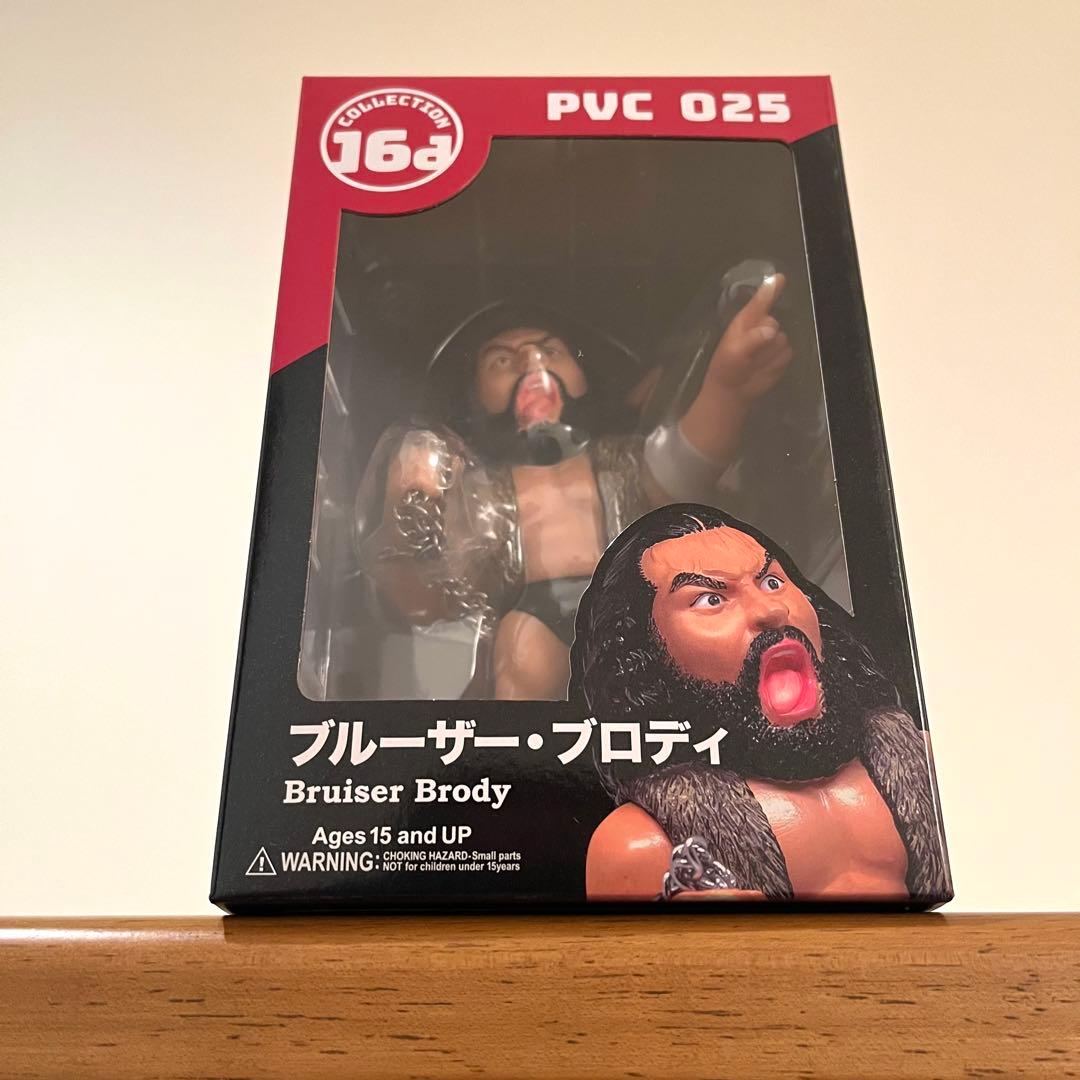 COLLECTION
16d
PVC 025
ブルーザー・ブロディ
Bruiser Brody
Ages 15 and UP
WARNING: CHOKING HAZARD-Small parts
NOT for children under 15years